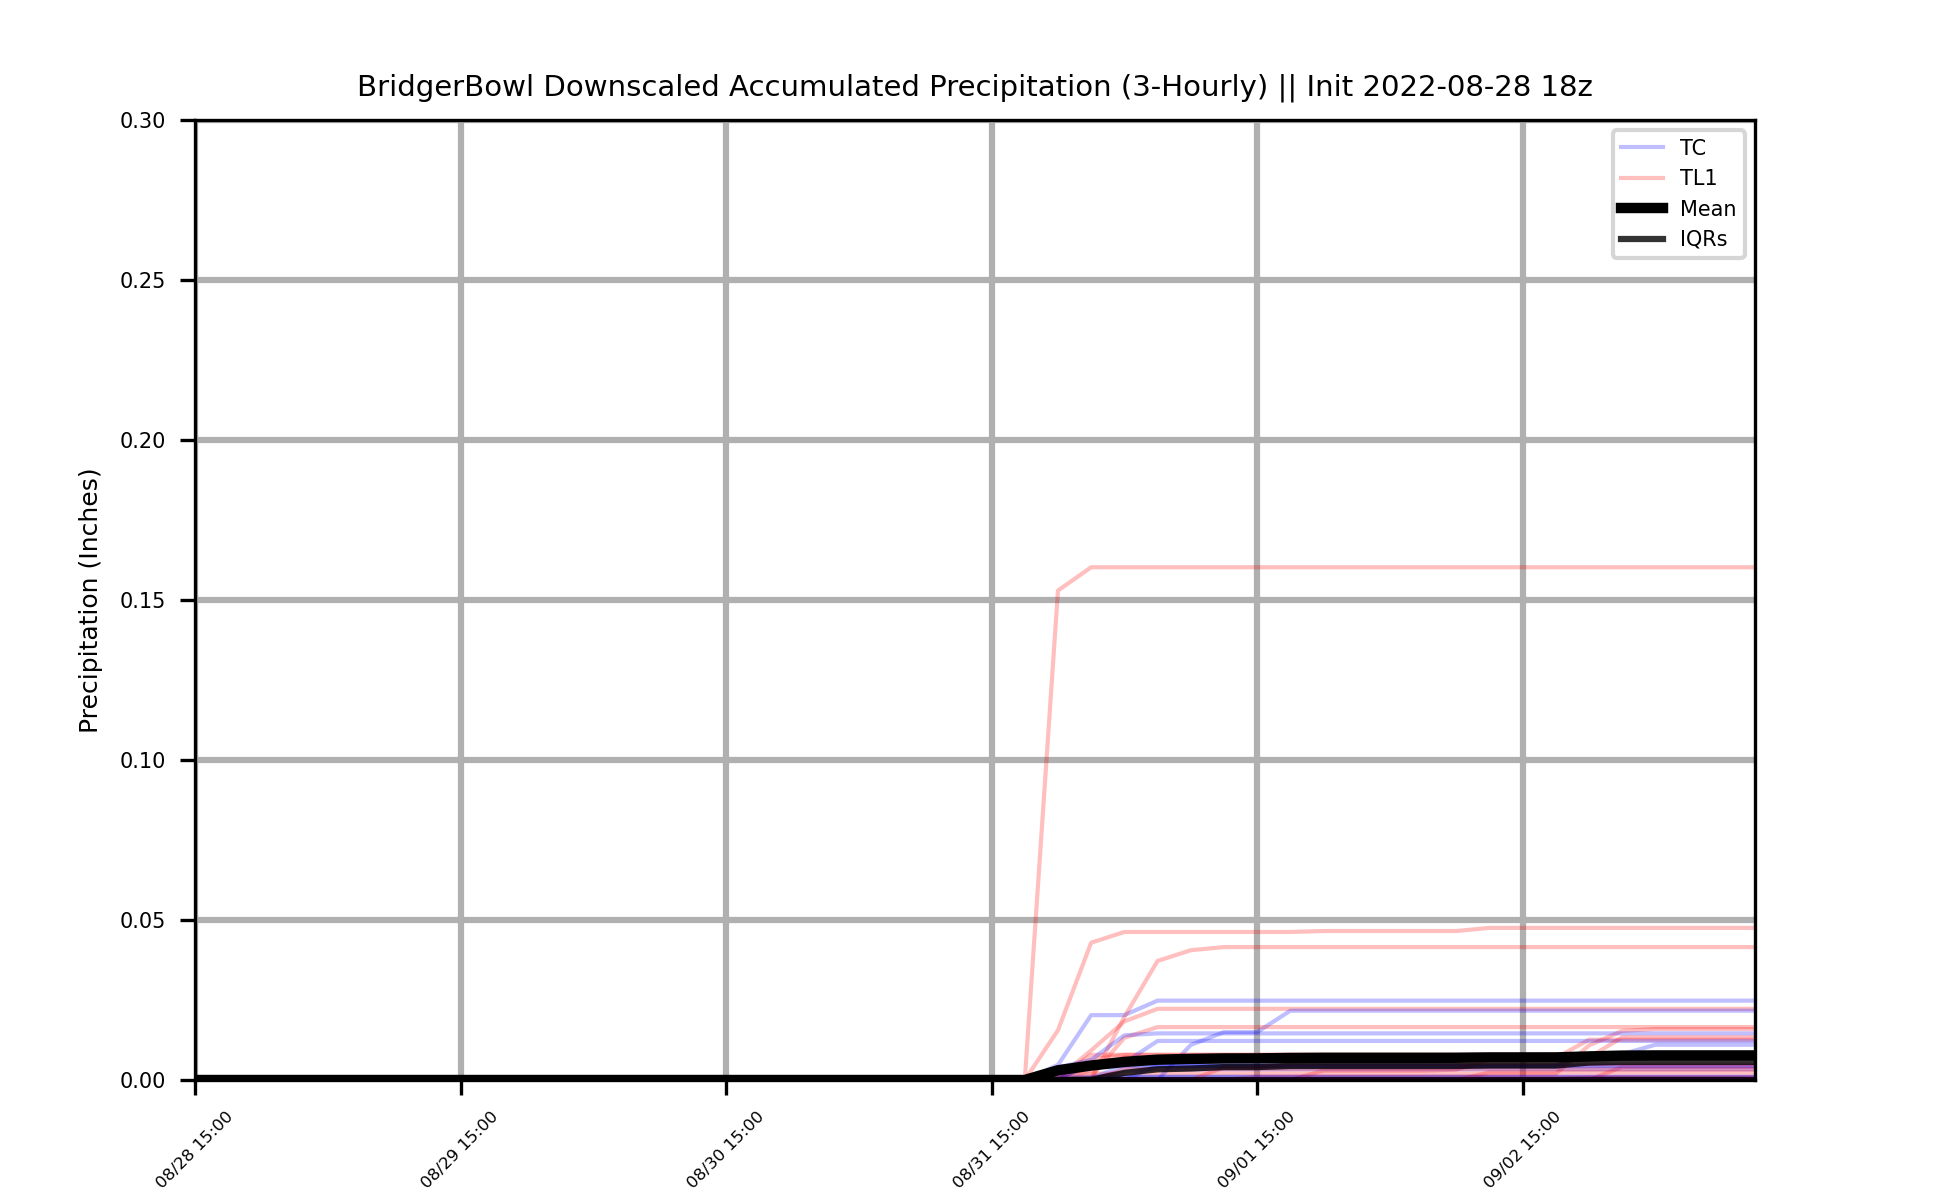 BridgerBowl Downscaled Accumulated Precipitation (3-Hourly) || Init 2022-08-28 18z
TC
TL1
Mean
IQRs
Precipitation (Inches)
0.30
0.25
0.20
0.15
0.10
0.05
0.00
08/28 15:00
08/29 15:00
08/30 15:00
08/31 15:00
09/01 15:00
09/02 15:00